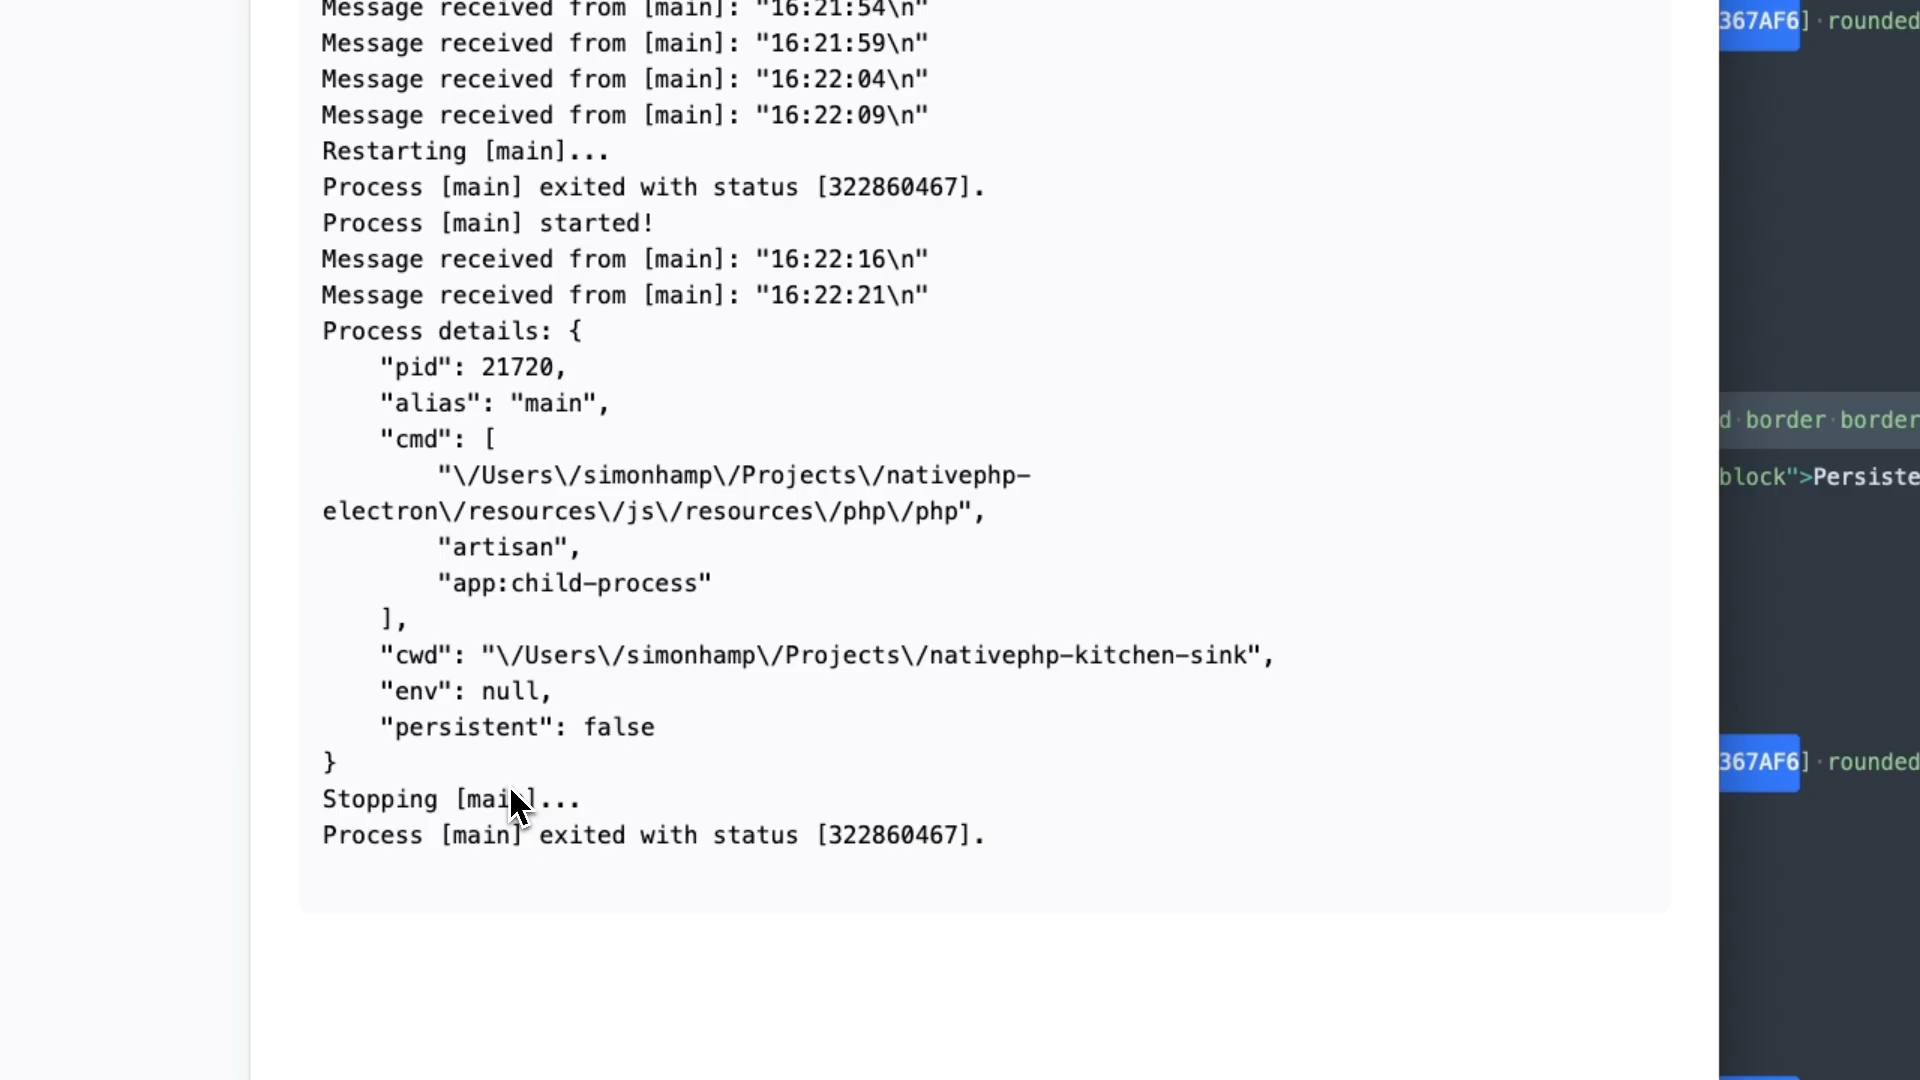 Message received from [main]: "16:21:54\n"
Message received from [main]: "16:21:59\n"
Message received from [main]: "16:22:04\n"
Message received from [main]: "16:22:09\n"
Restarting [main]...
Process [main] exited with status [322860467].
Process [main] started!
Message received from [main]: "16:22:16\n"
Message received from [main]: "16:22:21\n"
Process details: {
    "pid": 21720,
    "alias": "main",
    "cmd": [
        "\/Users\/simonhamp\/Projects\/nativephp-
electron\/resources\/js\/resources\/php\/php",
        "artisan",
        "app:child-process"
    ],
    "cwd": "\/Users\/simonhamp\/Projects\/nativephp-kitchen-sink",
    "env": null,
    "persistent": false
}
Stopping [main]...
Process [main] exited with status [322860467].
367AF6] rounded
d border border
block">Persiste
367AF6] rounded